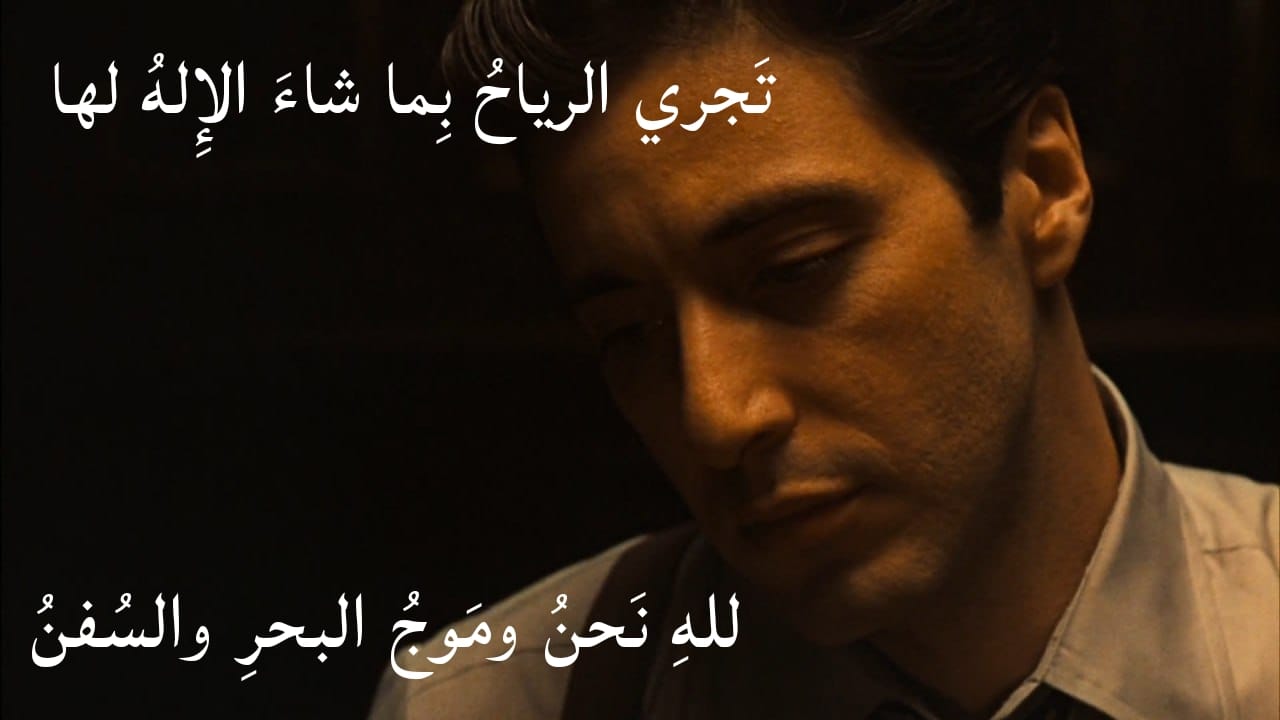 تَجري الرياحُ بِما شاءَ الإِلهُ لها
للهِ نَحنُ ومَوجُ البحرِ والسُفنُ